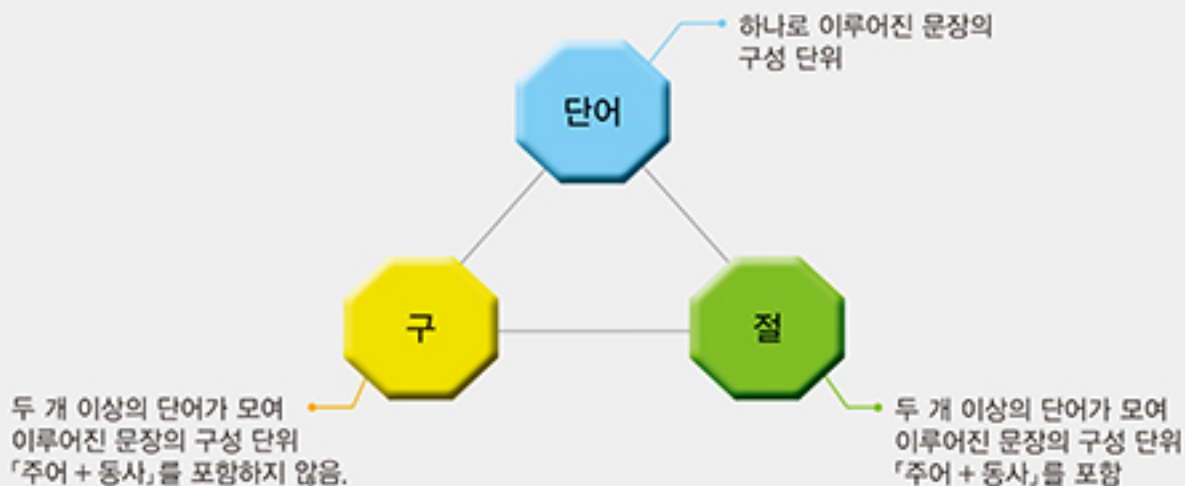 하나로 이루어진 문장의
구성 단위
단어
구
절
두 개 이상의 단어가 모여
이루어진 문장의 구성 단위
「주어 + 동사」를 포함하지 않음.
두 개 이상의 단어가 모여
이루어진 문장의 구성 단위
「주어 + 동사」를 포함